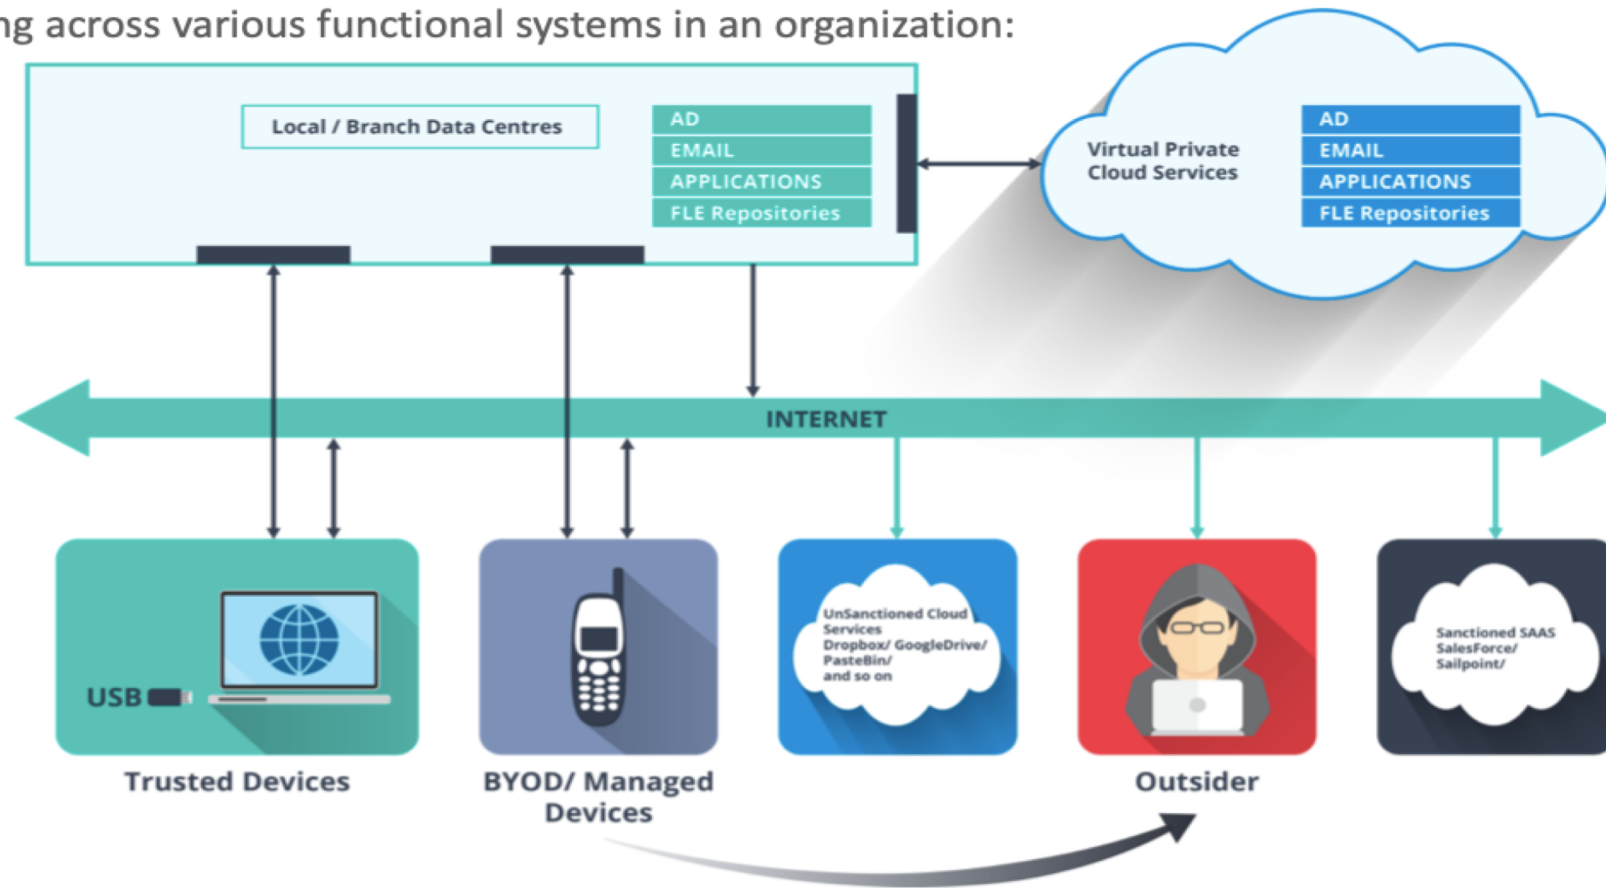 ng across various functional systems in an organization:
Local / Branch Data Centres
AD
EMAIL
APPLICATIONS
FLE Repositories
Virtual Private
Cloud Services
AD
EMAIL
APPLICATIONS
FLE Repositories
INTERNET
USB
Trusted Devices
BYOD/ Managed
Devices
UnSanctioned Cloud
Services
Dropbox/ GoogleDrive/
PasteBin/
and so on
Outsider
Sanctioned SAAS
SalesForce/
Sailpoint/